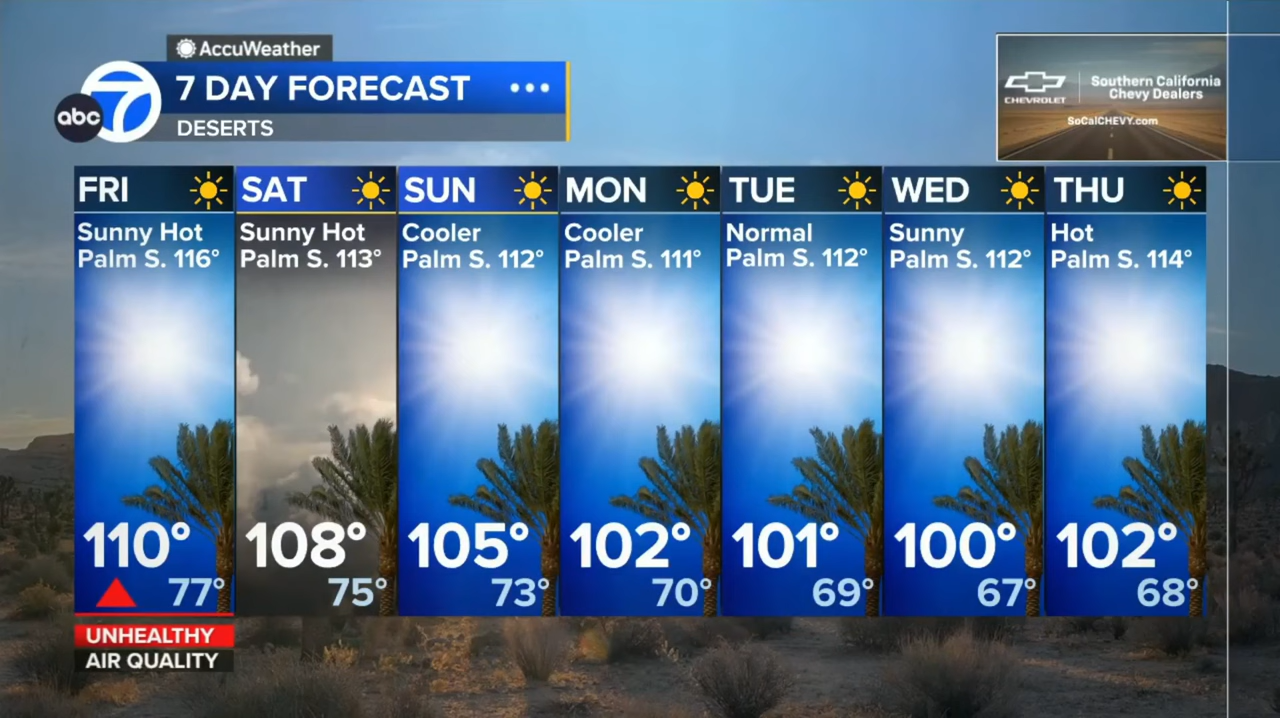 AccuWeather
abc 7
7 DAY FORECAST
DESERTS
CHEVROLET
Southern California
Chevy Dealers
SoCalCHEVY.com
FRI
Sunny Hot
Palm S. 116°
110°
77°
UNHEALTHY
AIR QUALITY
SAT
Sunny Hot
Palm S. 113°
108°
75°
SUN
Cooler
Palm S. 112°
105°
73°
MON
Cooler
Palm S. 111°
102°
70°
TUE
Normal
Palm S. 112°
101°
69°
WED
Sunny
Palm S. 112°
100°
67°
THU
Hot
Palm S. 114°
102°
68°